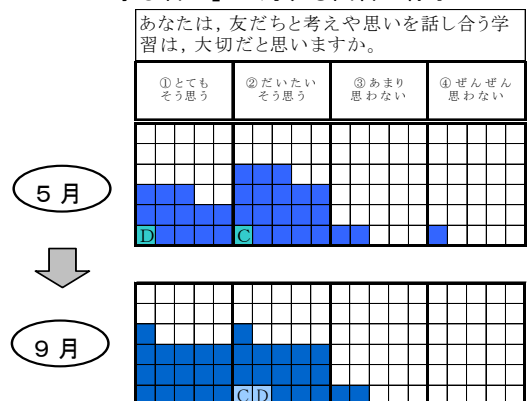 あなたは，友だちと考えや思いを話し合う学
習は，大切だと思いますか。
①とても
そう思う
②だいたい
そう思う
③あまり
思わない
④ぜんぜん
思わない
5月
D
C
9月
C D